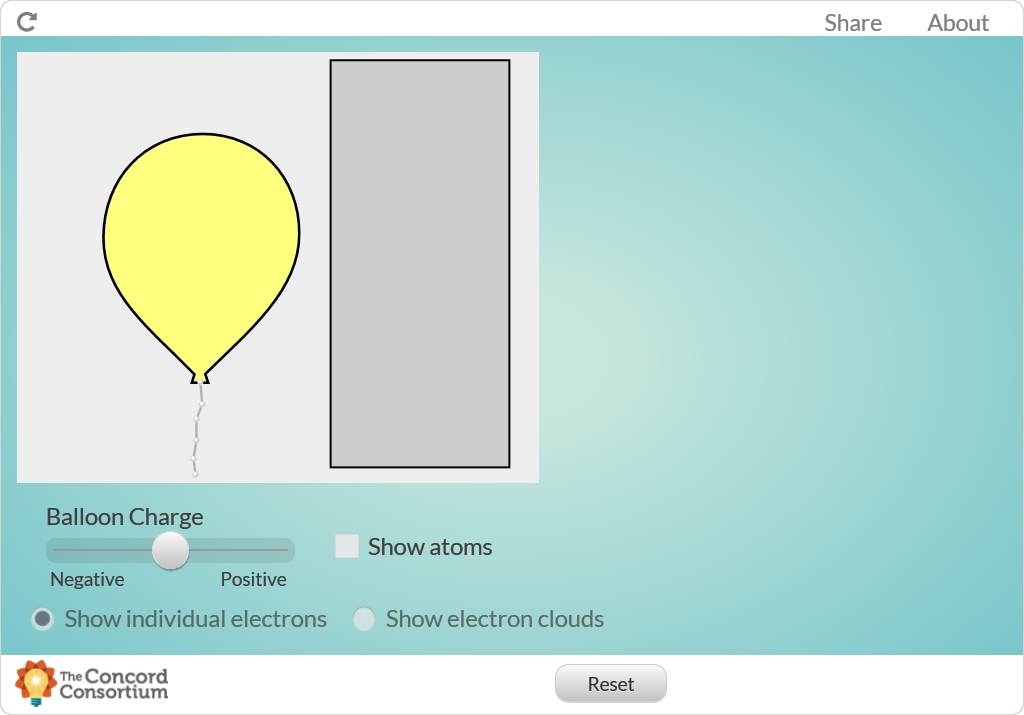 Share About
Balloon Charge
Show atoms
Negative Positive
Show individual electrons Show electron clouds
The Concord
Consortium
Reset